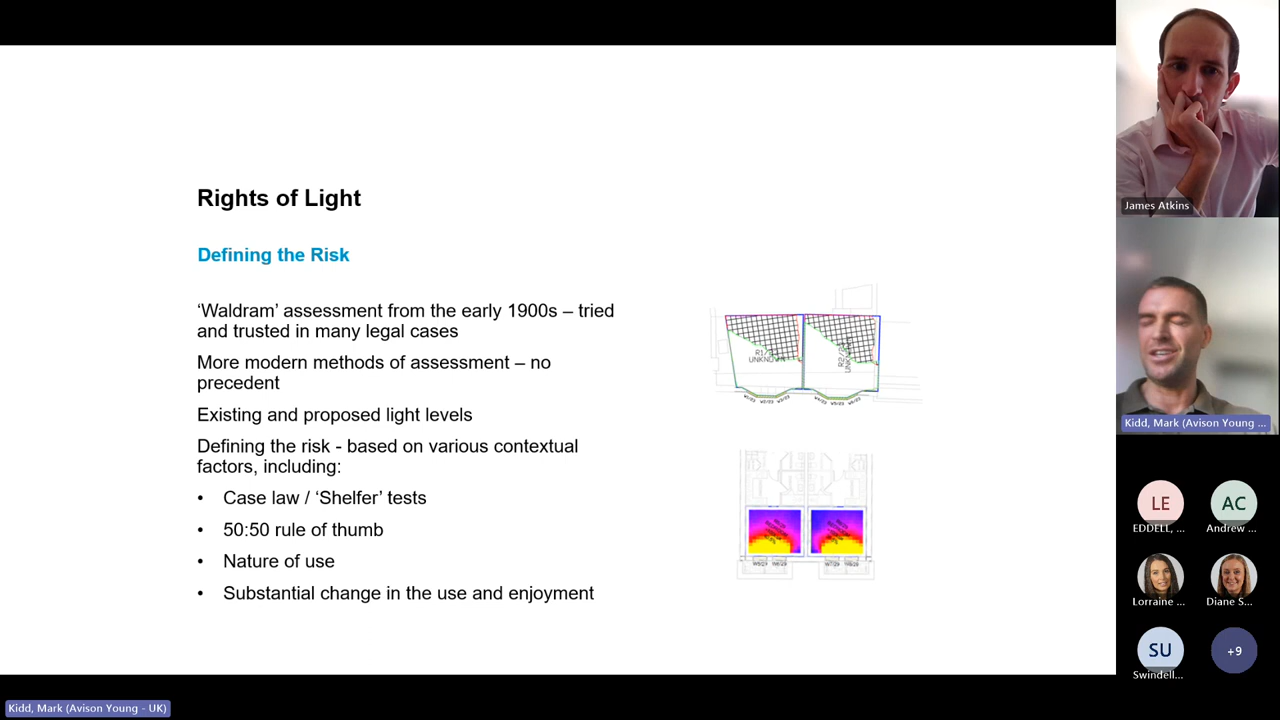 Rights of Light
Defining the Risk
‘Waldram’ assessment from the early 1900s – tried
and trusted in many legal cases
More modern methods of assessment – no
precedent
Existing and proposed light levels
Defining the risk - based on various contextual
factors, including:
• Case law / ‘Shelfer’ tests
• 50:50 rule of thumb
• Nature of use
• Substantial change in the use and enjoyment
James Atkins
Kidd, Mark (Avison Young ...
LE
AC
EDDELL, ...
Andrew ...
Lorraine ...
Diane S...
SU
+9
Swindell...
Kidd, Mark (Avison Young - UK)